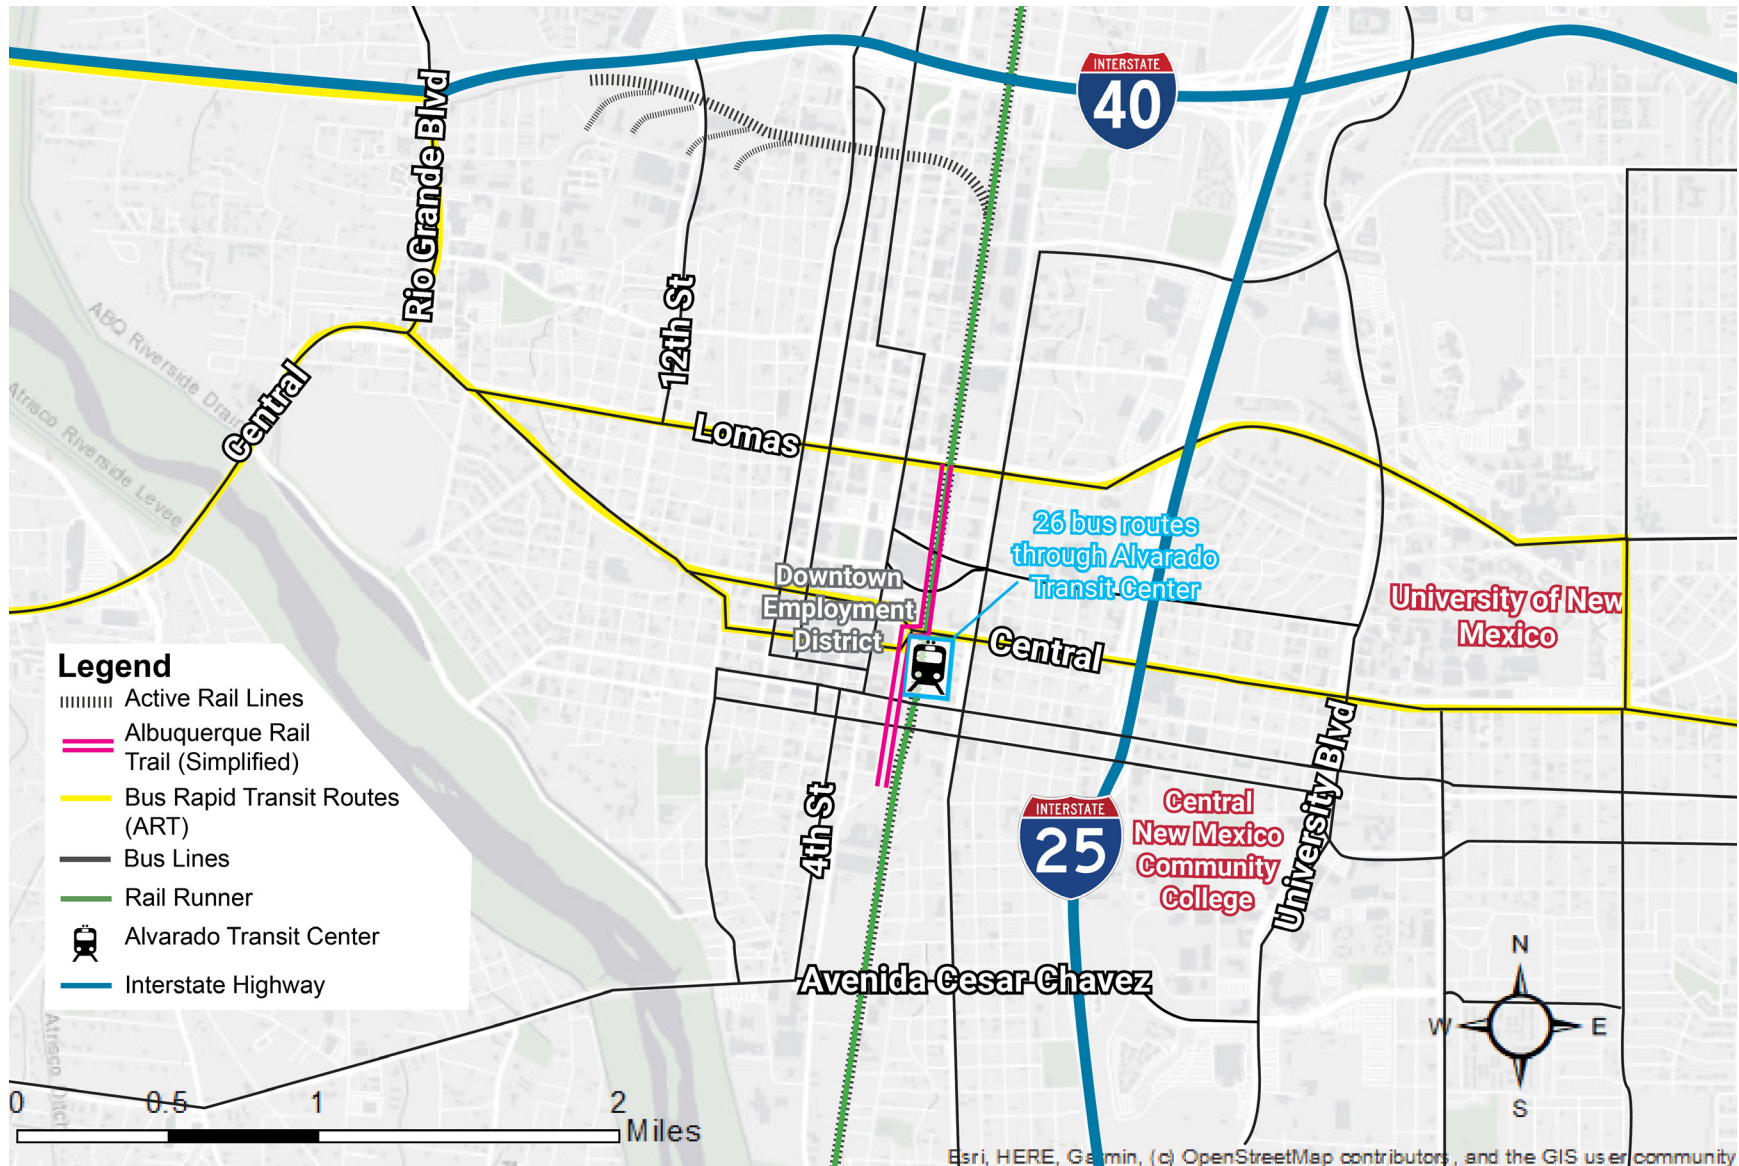 INTERSTATE
40
Rio Grande Blvd
12th St
ABQ Riverside Drain
Atrisco Riverside Levee
Central
Lomas
26 bus routes
through Alvarado
Transit Center
Downtown
Employment
District
Central
University of New
Mexico
Legend
Active Rail Lines
Albuquerque Rail
Trail (Simplified)
Bus Rapid Transit Routes
(ART)
Bus Lines
Rail Runner
Alvarado Transit Center
Interstate Highway
4th St
INTERSTATE
25
Central
New Mexico
Community
College
University Blvd
Avenida Cesar Chavez
N
W
E
S
0
0.5
1
2
Miles
Esri, HERE, Garmin, (c) OpenStreetMap contributors, and the GIS user community